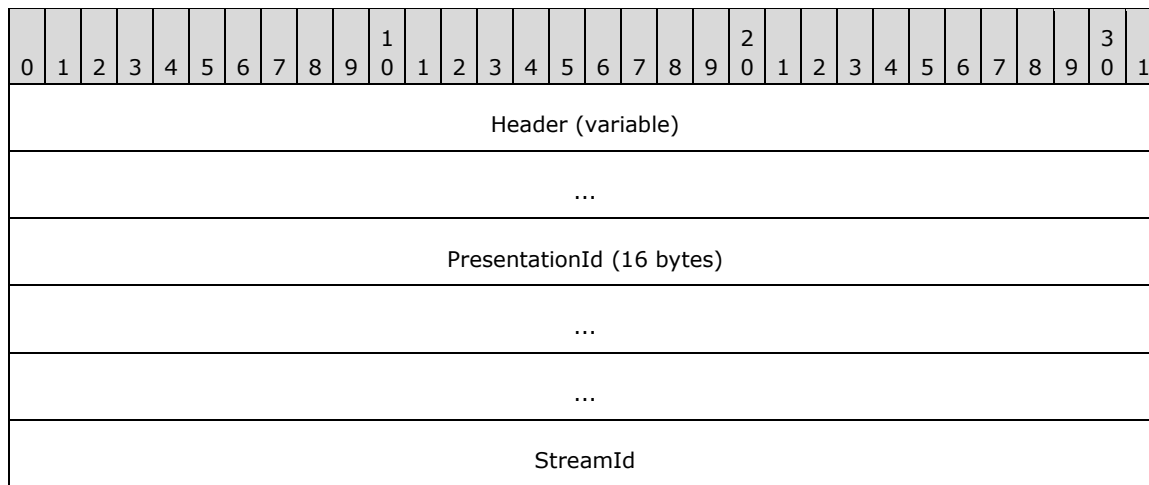 1 2 3
0 1 2 3 4 5 6 7 8 9 0 1 2 3 4 5 6 7 8 9 0 1 2 3 4 5 6 7 8 9 0 1
Header (variable)
...
PresentationId (16 bytes)
...
...
StreamId